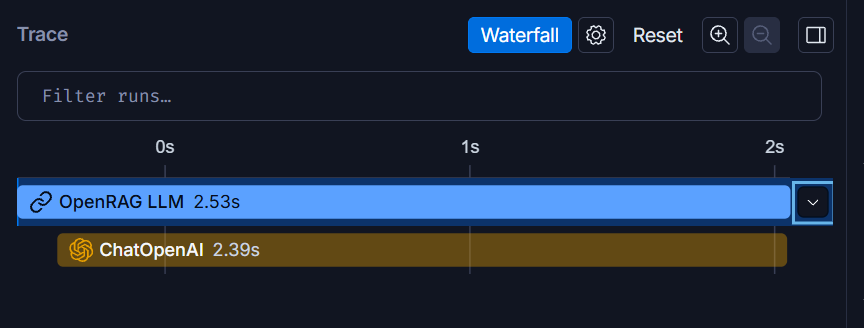 Trace
Waterfall Reset
Filter runs…
0s 1s 2s
OpenRAG LLM 2.53s
ChatOpenAI 2.39s